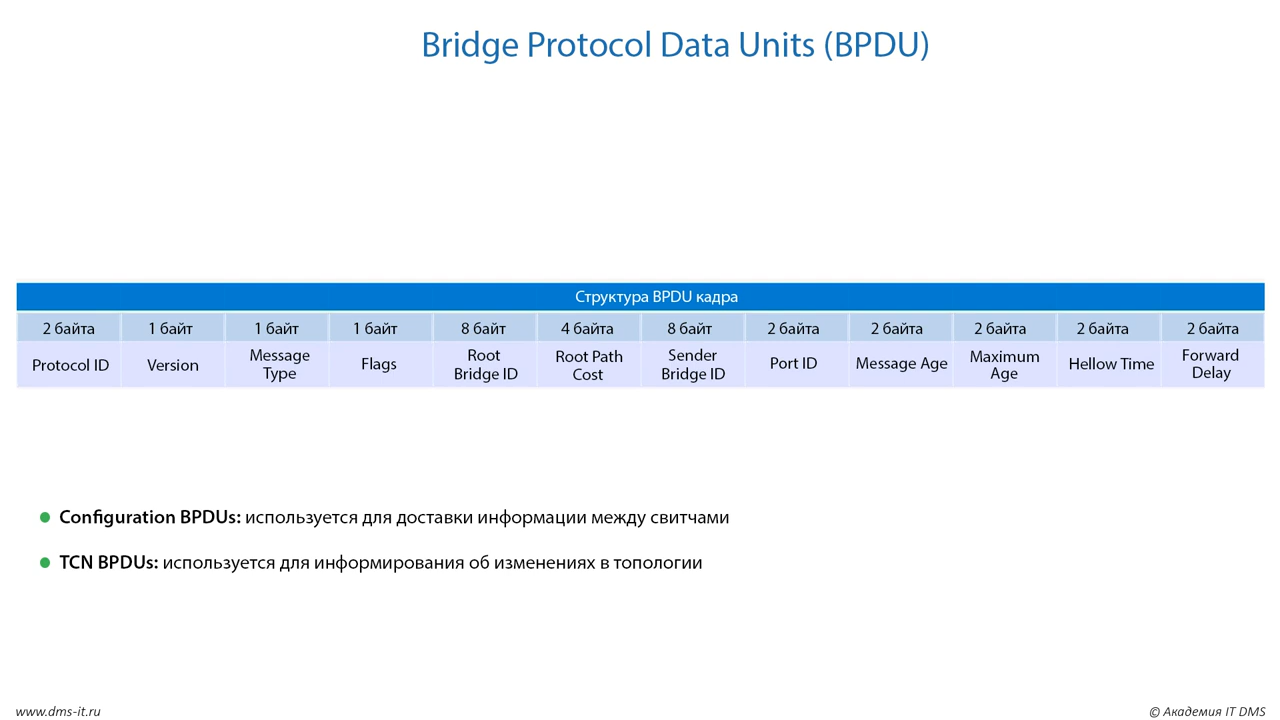 Bridge Protocol Data Units (BPDU)
Структура BPDU кадра
2 байта 1 байт 1 байт 1 байт 8 байт 4 байта 8 байт 2 байта 2 байта 2 байта 2 байта 2 байта
Protocol ID Version Message Type Flags Root Bridge ID Root Path Cost Sender Bridge ID Port ID Message Age Maximum Age Hellow Time Forward Delay
Configuration BPDUs: используется для доставки информации между свитчами
TCN BPDUs: используется для информирования об изменениях в топологии
www.dms-it.ru
© Академия IT DMS